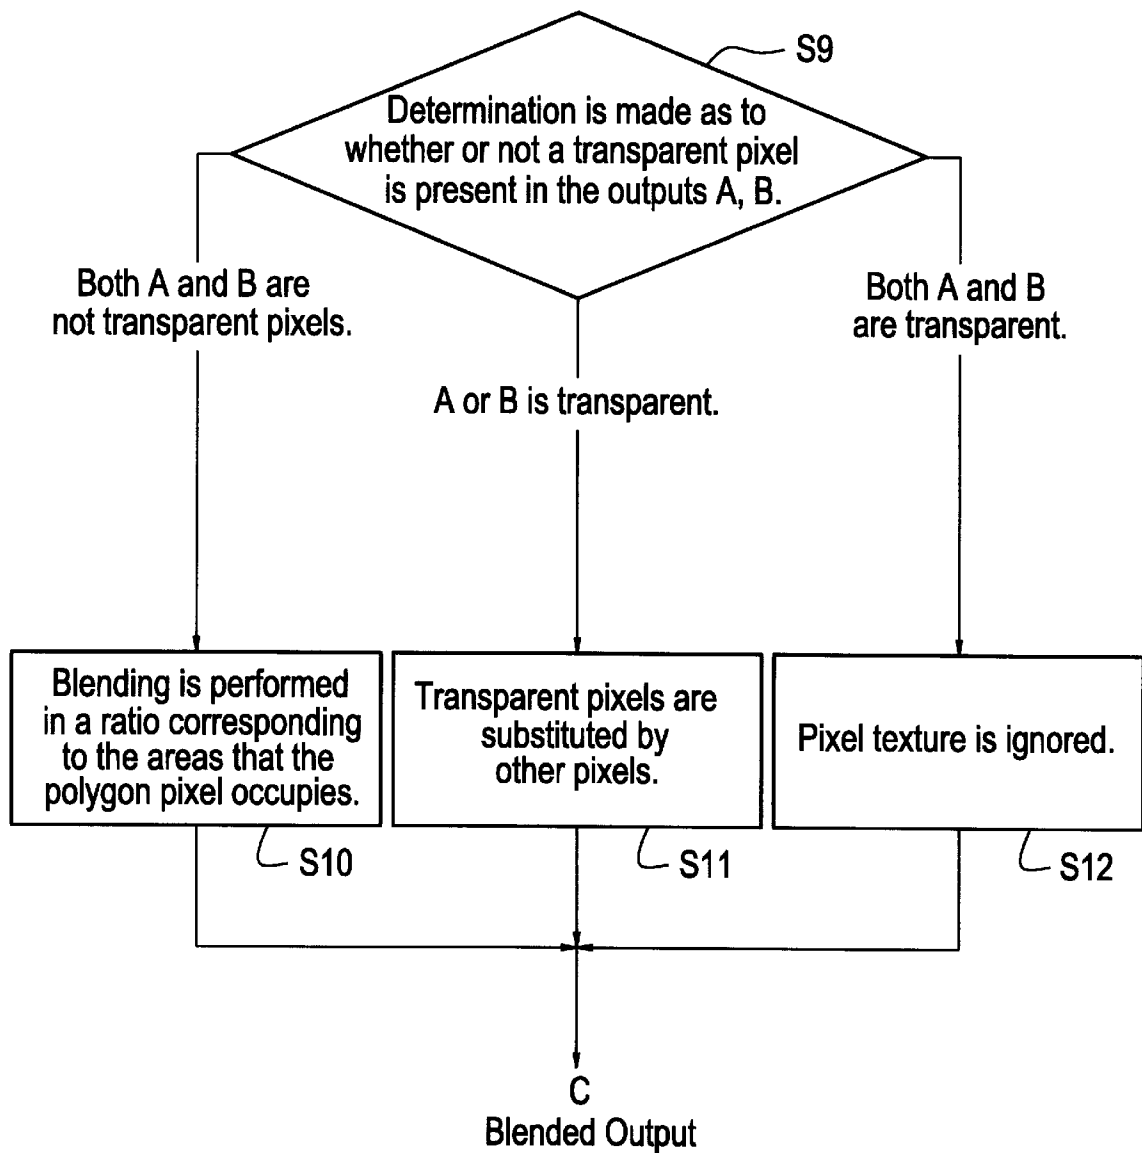 S9
Determination is made as to
whether or not a transparent pixel
is present in the outputs A, B.
Both A and B are
not transparent pixels.
A or B is transparent.
Both A and B
are transparent.
Blending is performed
in a ratio corresponding
to the areas that the
polygon pixel occupies.
S10
Transparent pixels are
substituted by
other pixels.
S11
Pixel texture is ignored.
S12
C
Blended Output